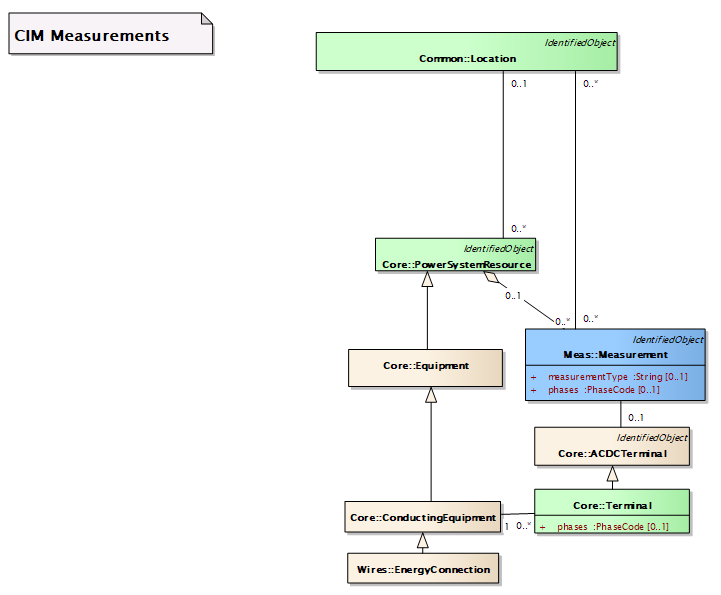 CIM Measurements
IdentifiedObject
Common::Location
0..1
0..*
0..*
IdentifiedObject
Core::PowerSystemResource
0..1
0..*
0..*
IdentifiedObject
Meas::Measurement
+ measurementType :String [0..1]
+ phases :PhaseCode [0..1]
Core::Equipment
0..1
IdentifiedObject
Core::ACDCTerminal
Core::Terminal
+ phases :PhaseCode [0..1]
Core::ConductingEquipment
1
0..*
Wires::EnergyConnection